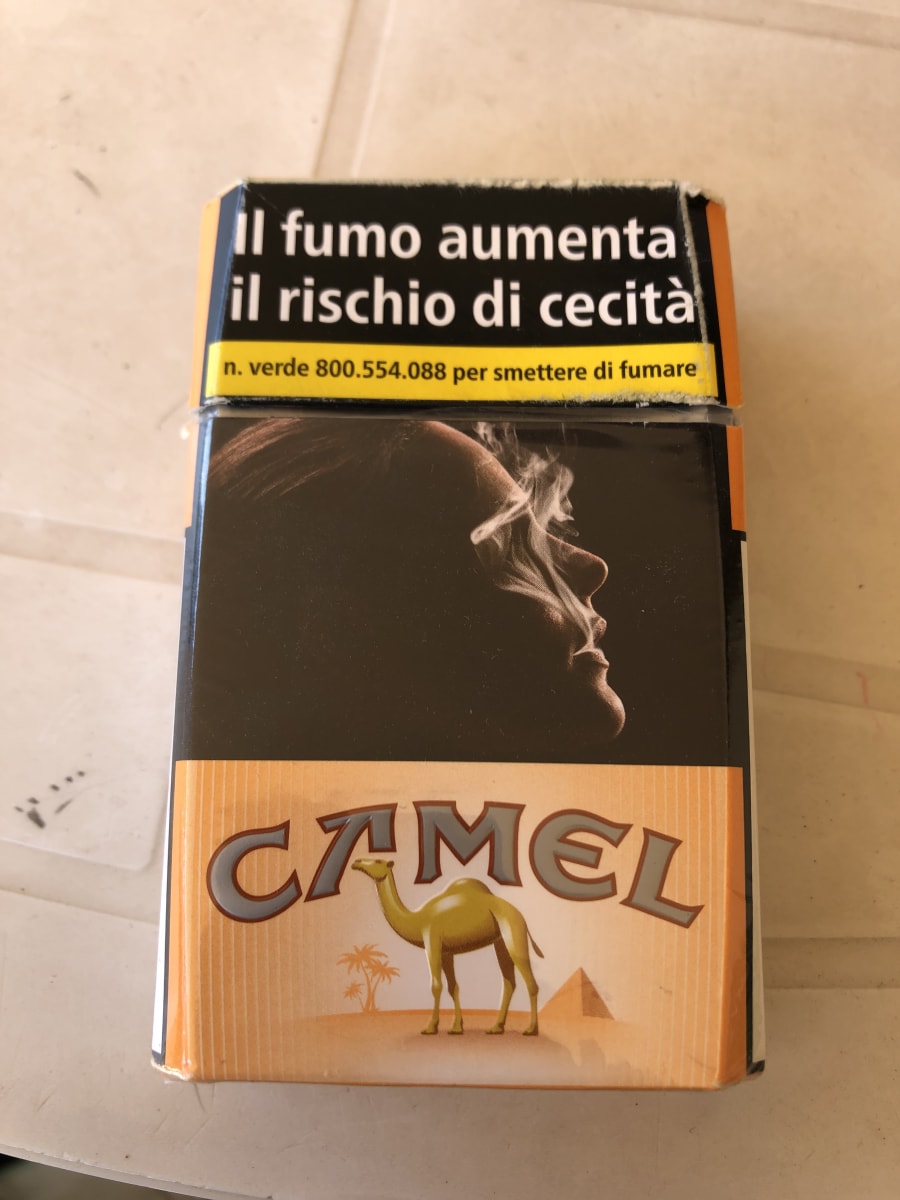 Il fumo aumenta
il rischio di cecità
n. verde 800.554.088 per smettere di fumare
CAMEL